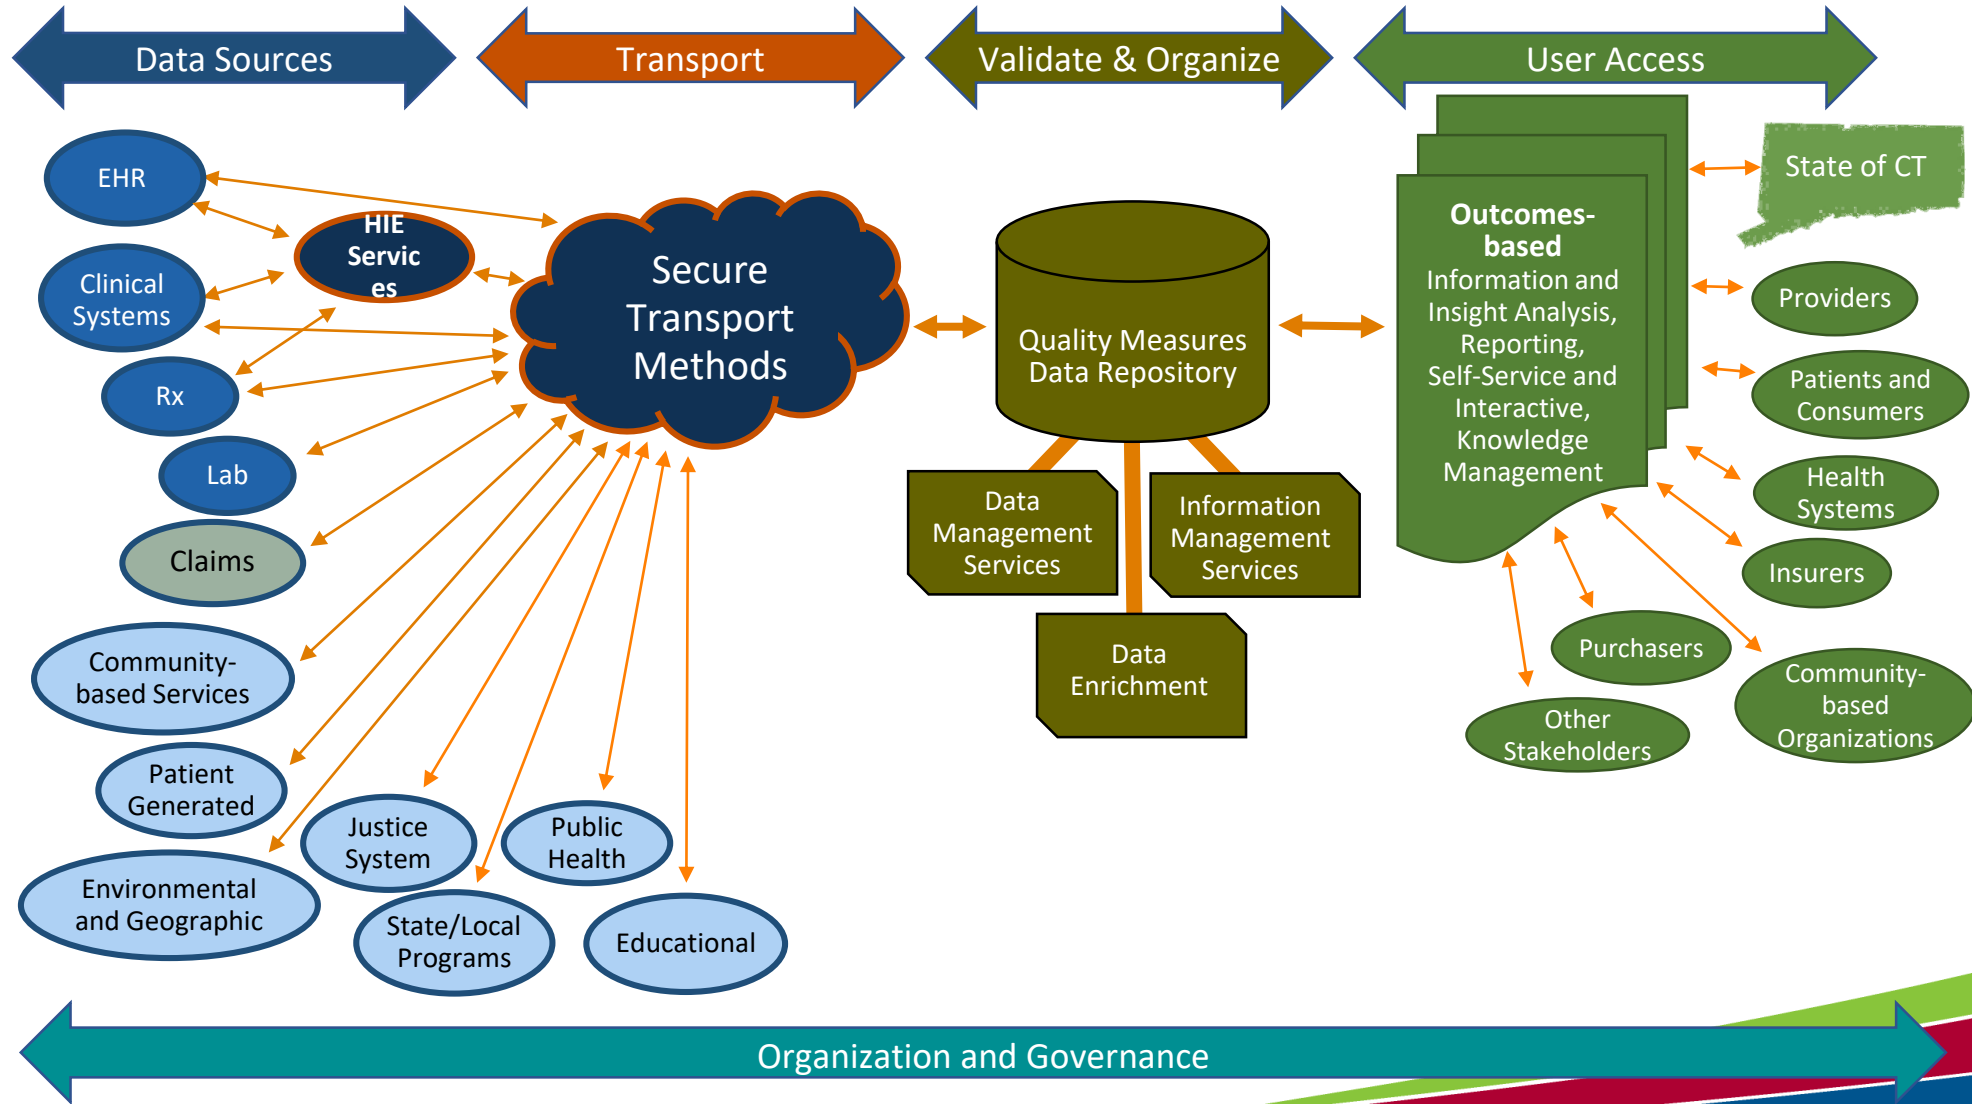 Data Sources
Transport
Validate & Organize
User Access
EHR
HIE
Servic
es
Clinical
Systems
Rx
Lab
Claims
Community-
based Services
Patient
Generated
Environmental
and Geographic
Justice
System
State/Local
Programs
Public
Health
Educational
Secure
Transport
Methods
Quality Measures
Data Repository
Data
Management
Services
Information
Management
Services
Data
Enrichment
Outcomes-
based
Information and
Insight Analysis,
Reporting,
Self-Service and
Interactive,
Knowledge
Management
State of CT
Providers
Patients and
Consumers
Health
Systems
Insurers
Purchasers
Community-
based
Organizations
Other
Stakeholders
Organization and Governance